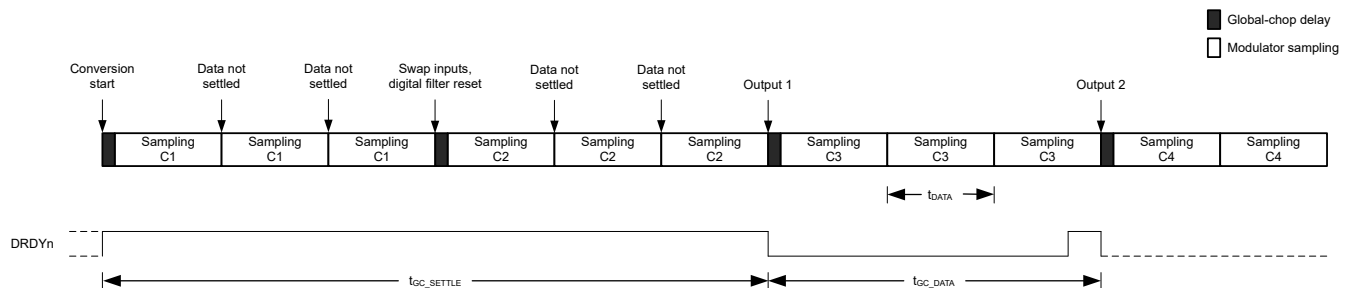 Global-chop delay
Modulator sampling
Conversion
start
Data not
settled
Data not
settled
Swap inputs,
digital filter reset
Data not
settled
Data not
settled
Output 1
Output 2
Sampling
C1
Sampling
C1
Sampling
C1
Sampling
C2
Sampling
C2
Sampling
C2
Sampling
C3
Sampling
C3
Sampling
C3
Sampling
C4
Sampling
C4
tDATA
DRDYn
tGC_SETTLE
tGC_DATA